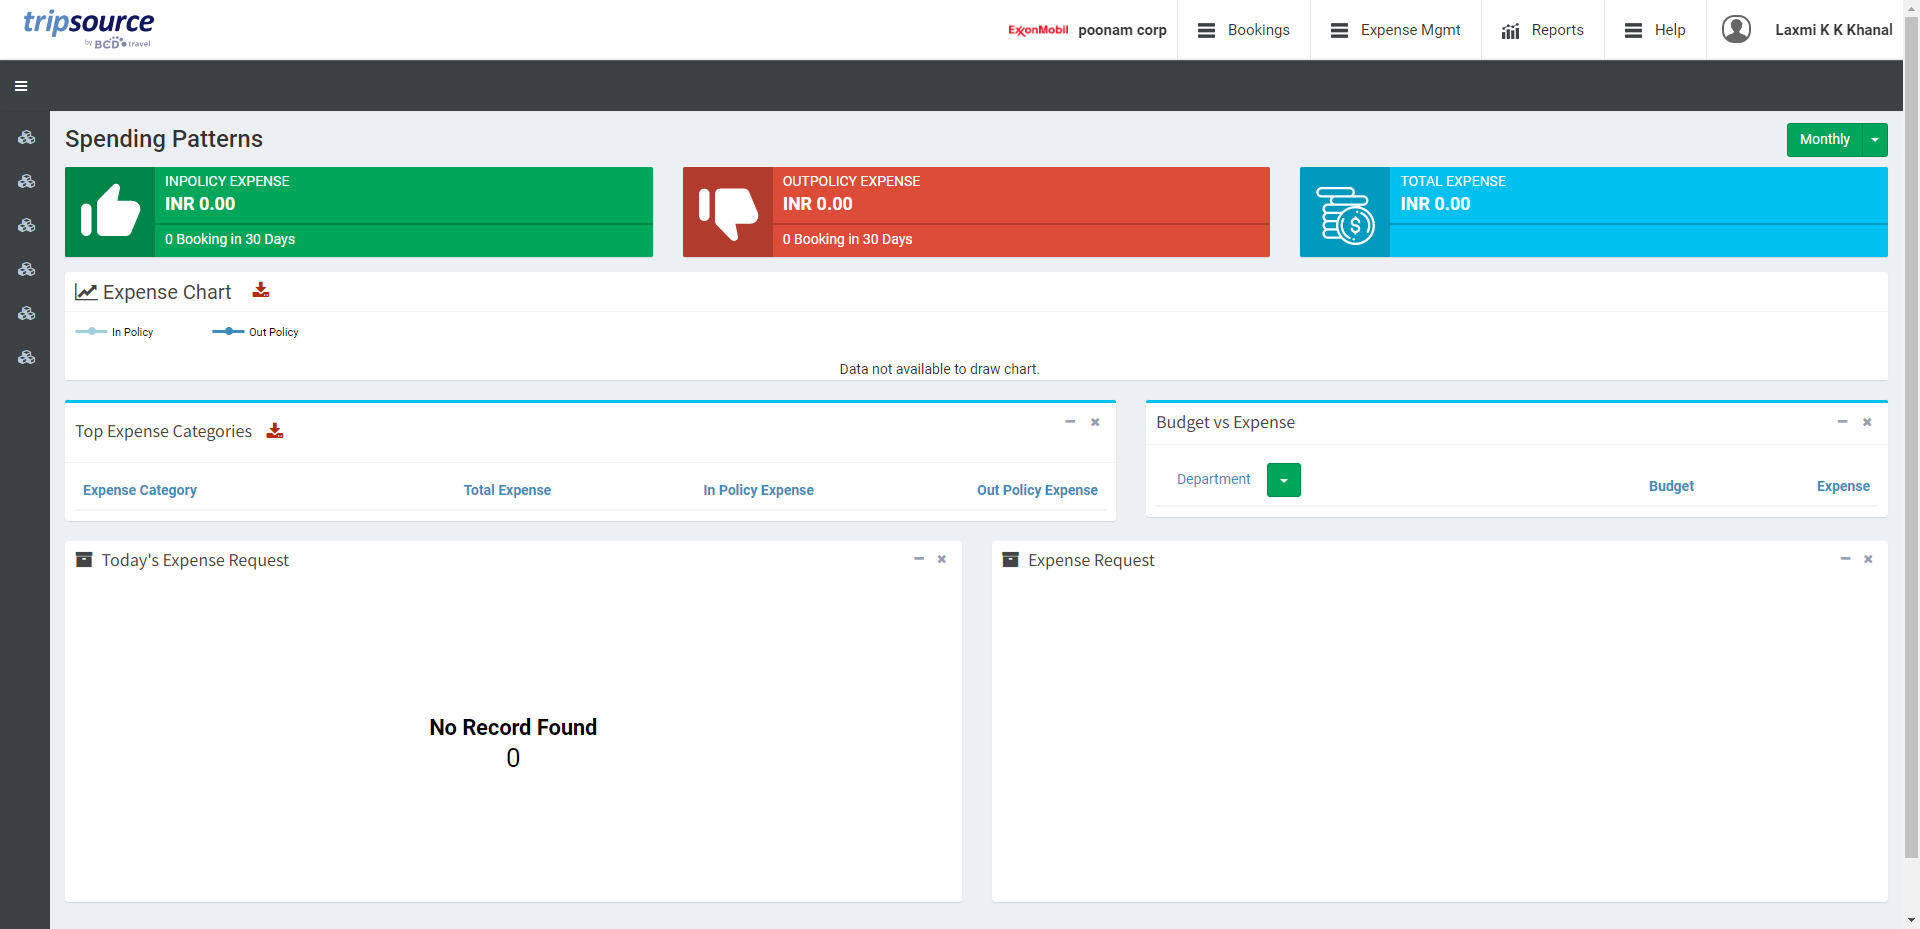 tripsource
by BCD travel
ExxonMobil poonam corp
Bookings
Expense Mgmt
Reports
Help
Laxmi K K Khanal
Spending Patterns
Monthly
INPOLICY EXPENSE
INR 0.00
0 Booking in 30 Days
OUTPOLICY EXPENSE
INR 0.00
0 Booking in 30 Days
TOTAL EXPENSE
INR 0.00
Expense Chart
In Policy
Out Policy
Data not available to draw chart.
Top Expense Categories
Expense Category Total Expense In Policy Expense Out Policy Expense
Budget vs Expense
Department Budget Expense
Today's Expense Request
No Record Found
0
Expense Request